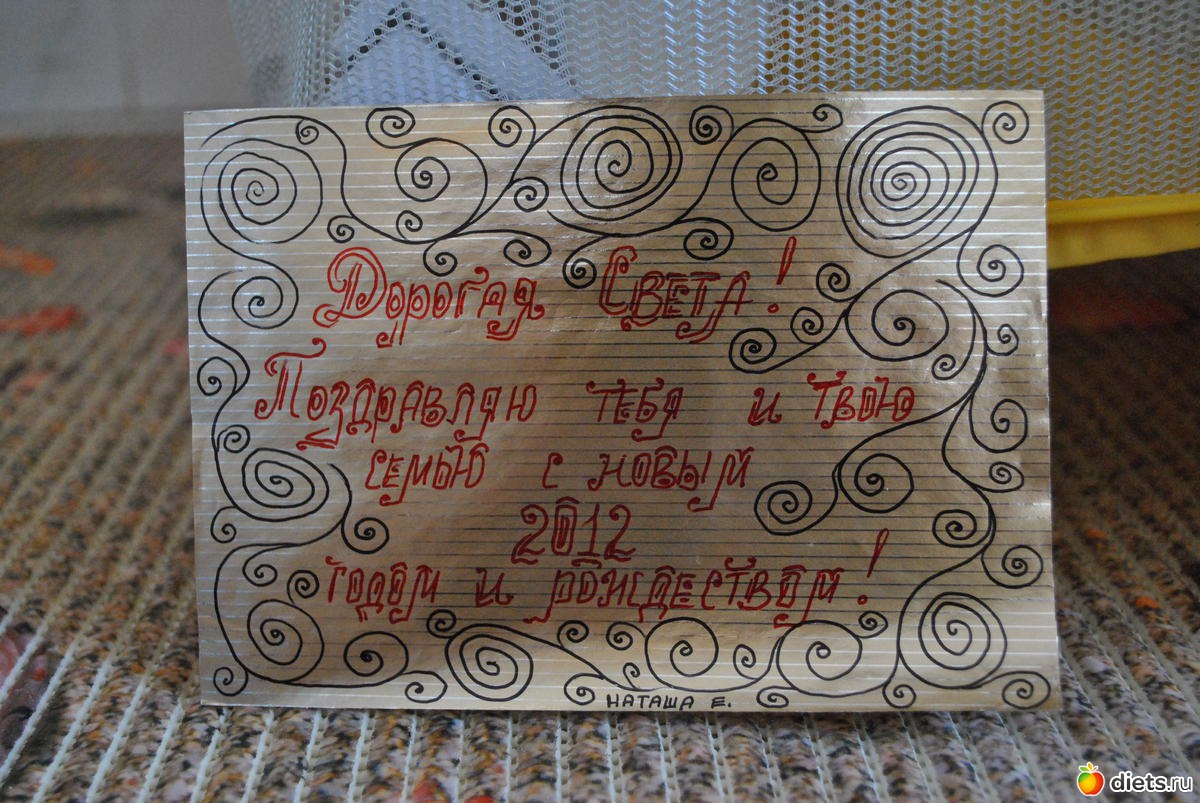 Дорогая Света!
Поздравляю тебя и твою
семью с новым
2012
годом и рождеством!
НАТАША Е.
diets.ru